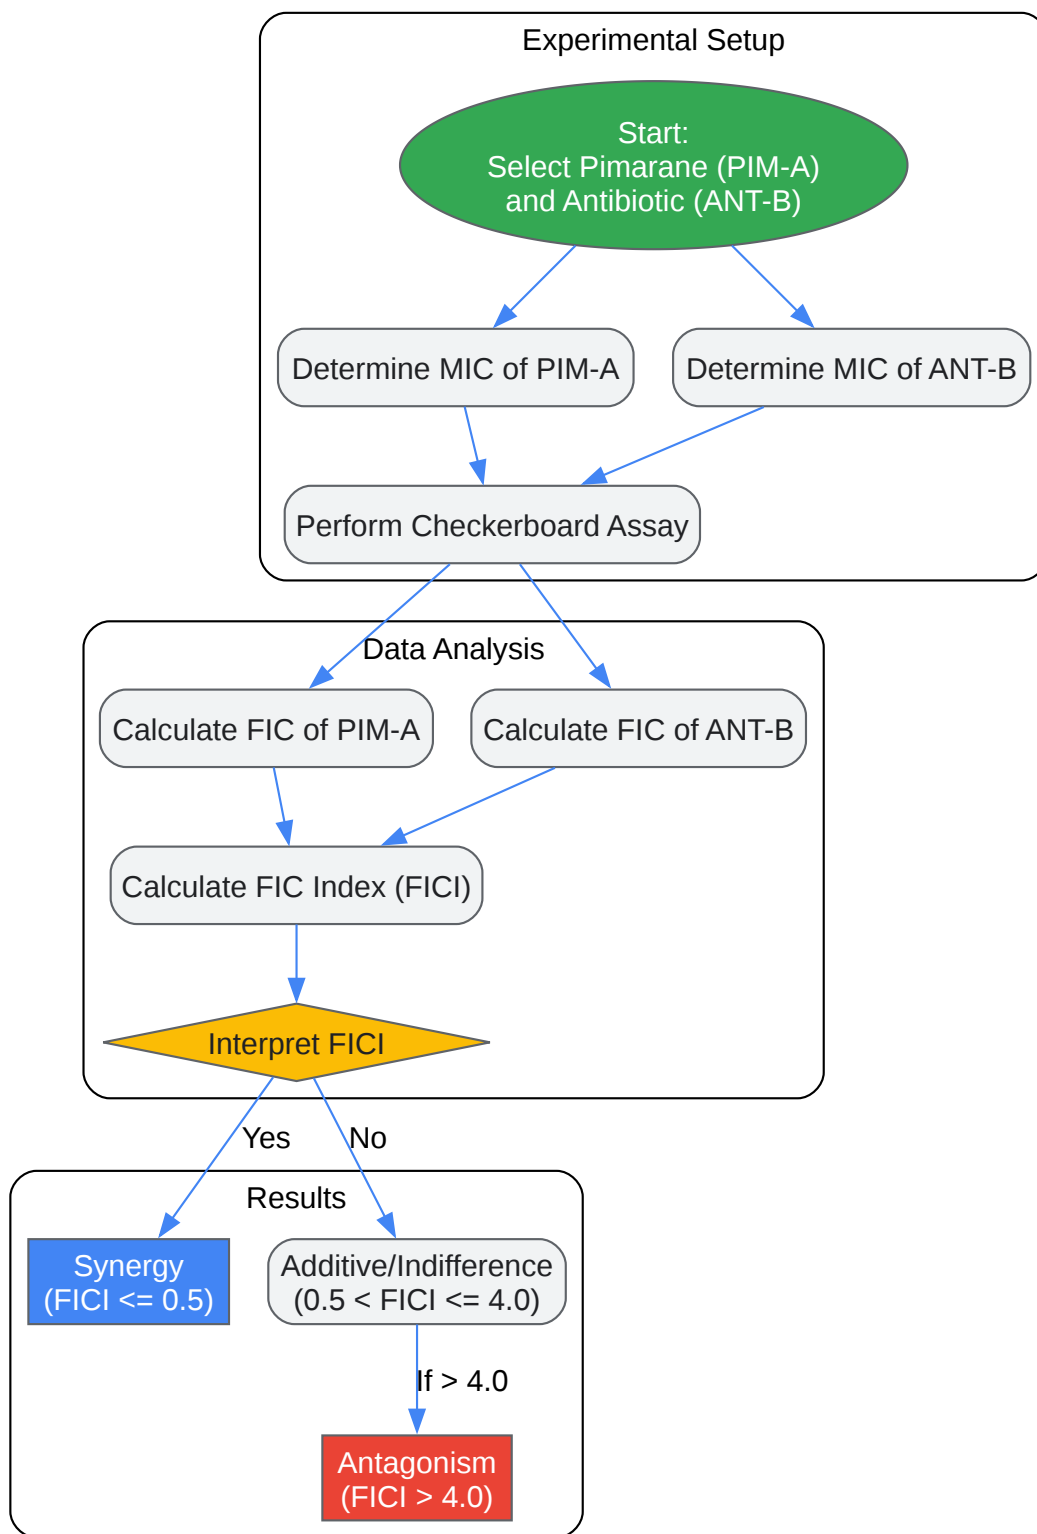 Experimental Setup
Start:
Select Pimarane (PIM-A)
and Antibiotic (ANT-B)
Determine MIC of PIM-A
Determine MIC of ANT-B
Perform Checkerboard Assay
Data Analysis
Calculate FIC of PIM-A
Calculate FIC of ANT-B
Calculate FIC Index (FICI)
Interpret FICI
Yes
No
Results
Synergy
(FICI <= 0.5)
Additive/Indifference
(0.5 < FICI <= 4.0)
If > 4.0
Antagonism
(FICI > 4.0)